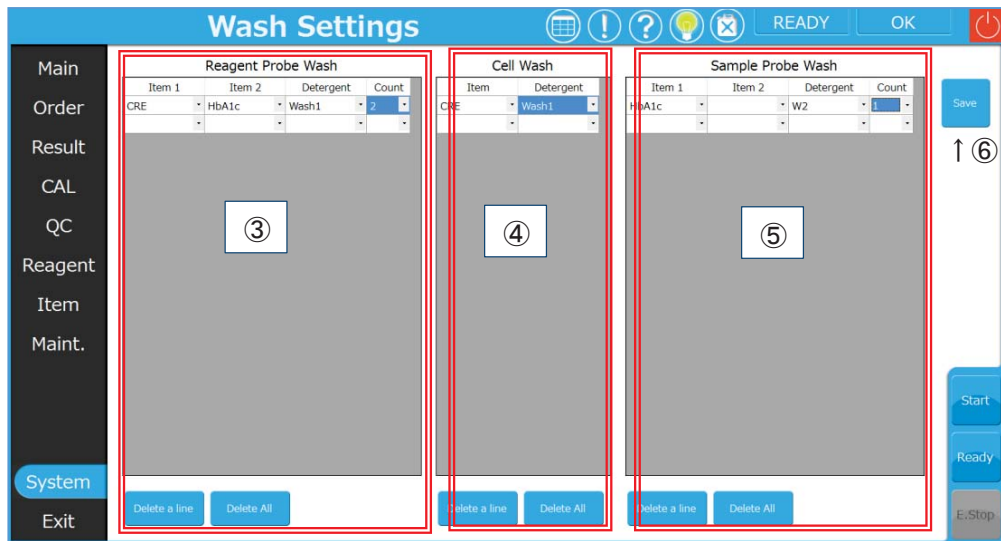 Wash Settings
! ? READY OK
Main
Order
Result
CAL
QC
Reagent
Item
Maint.
System
Exit
Reagent Probe Wash
Item 1 Item 2 Detergent Count
CRE HbA1c Wash1 2
③
Delete a line Delete All
Cell Wash
Item Detergent
CRE Wash1
④
Delete a line Delete All
Sample Probe Wash
Item 1 Item 2 Detergent Count
HbA1c W2 1
⑤
Delete a line Delete All
Save
↑⑥
Start
Ready
E.Stop